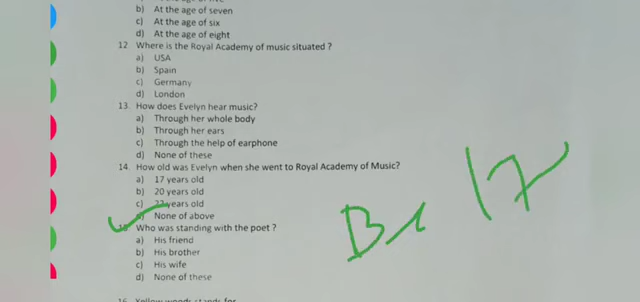 b) At the age of seven
c) At the age of six
d) At the age of eight
12 Where is the Royal Academy of music situated ?
a) USA
b) Spain
c) Germany
d) London
13. How does Evelyn hear music?
a) Through her whole body
b) Through her ears
c) Through the help of earphone
d) None of these
14. How old was Evelyn when she went to Royal Academy of Music?
a) 17 years old
b) 20 years old
c) years old
None of above
Who was standing with the poet ?
a) His friend
b) His brother
c) His wife
d) None of these
17